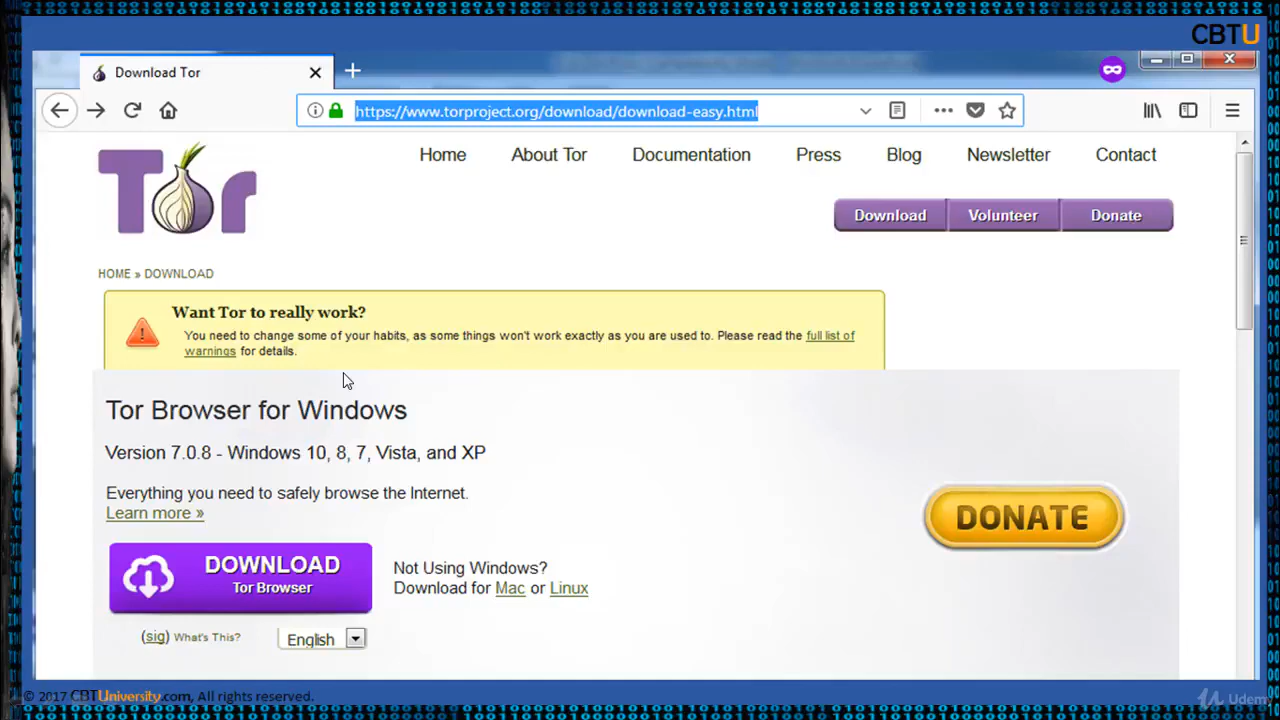 CBTU
Download Tor
https://www.torproject.org/download/download-easy.html
Home About Tor Documentation Press Blog Newsletter Contact
Tor
Download Volunteer Donate
HOME » DOWNLOAD
Want Tor to really work?
You need to change some of your habits, as some things won't work exactly as you are used to. Please read the full list of
warnings for details.
Tor Browser for Windows
Version 7.0.8 - Windows 10, 8, 7, Vista, and XP
Everything you need to safely browse the Internet.
Learn more »
DONATE
DOWNLOAD
Tor Browser
Not Using Windows?
Download for Mac or Linux
(sig) What's This?
English
© 2017 CBTUniversity.com, All rights reserved.
Udemy